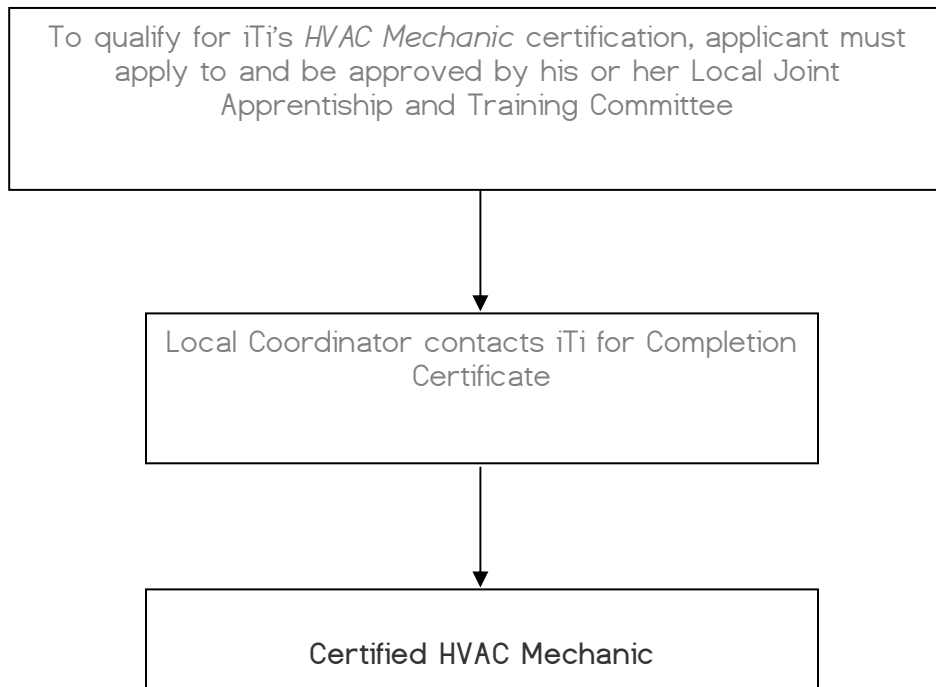 To qualify for iTi's HVAC Mechanic certification, applicant must
apply to and be approved by his or her Local Joint
Apprentiship and Training Committee
Local Coordinator contacts iTi for Completion
Certificate
Certified HVAC Mechanic